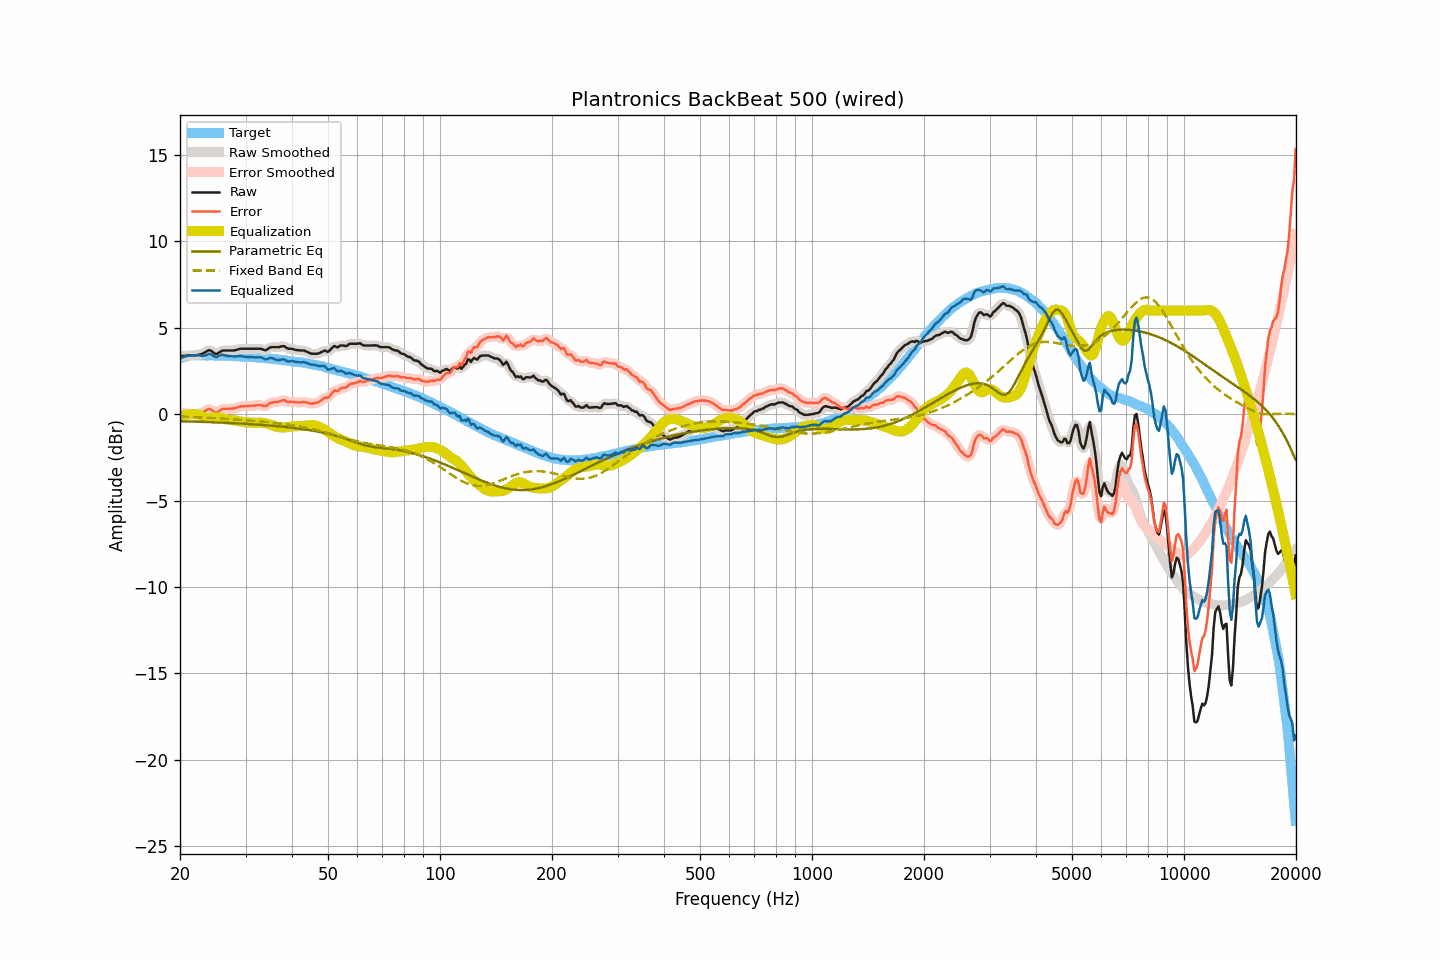 Plantronics BackBeat 500 (wired)
Target
Raw Smoothed
Error Smoothed
Raw
Error
Equalization
Parametric Eq
Fixed Band Eq
Equalized
15
10
5
0
−5
−10
−15
−20
−25
Amplitude (dBr)
20
50
100
200
500
1000
2000
5000
10000
20000
Frequency (Hz)